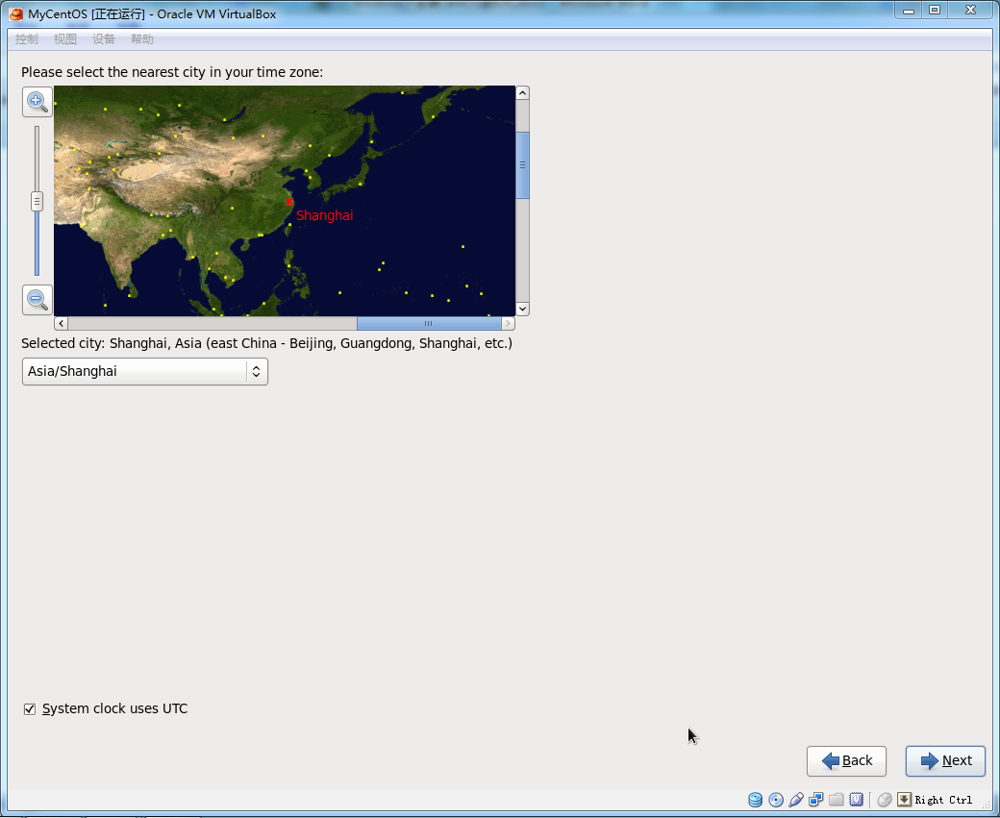 MyCentOS [正在运行] - Oracle VM VirtualBox
控制 视图 设备 帮助
Please select the nearest city in your time zone:
Shanghai
Selected city: Shanghai, Asia (east China - Beijing, Guangdong, Shanghai, etc.)
Asia/Shanghai
System clock uses UTC
Back Next
Right Ctrl